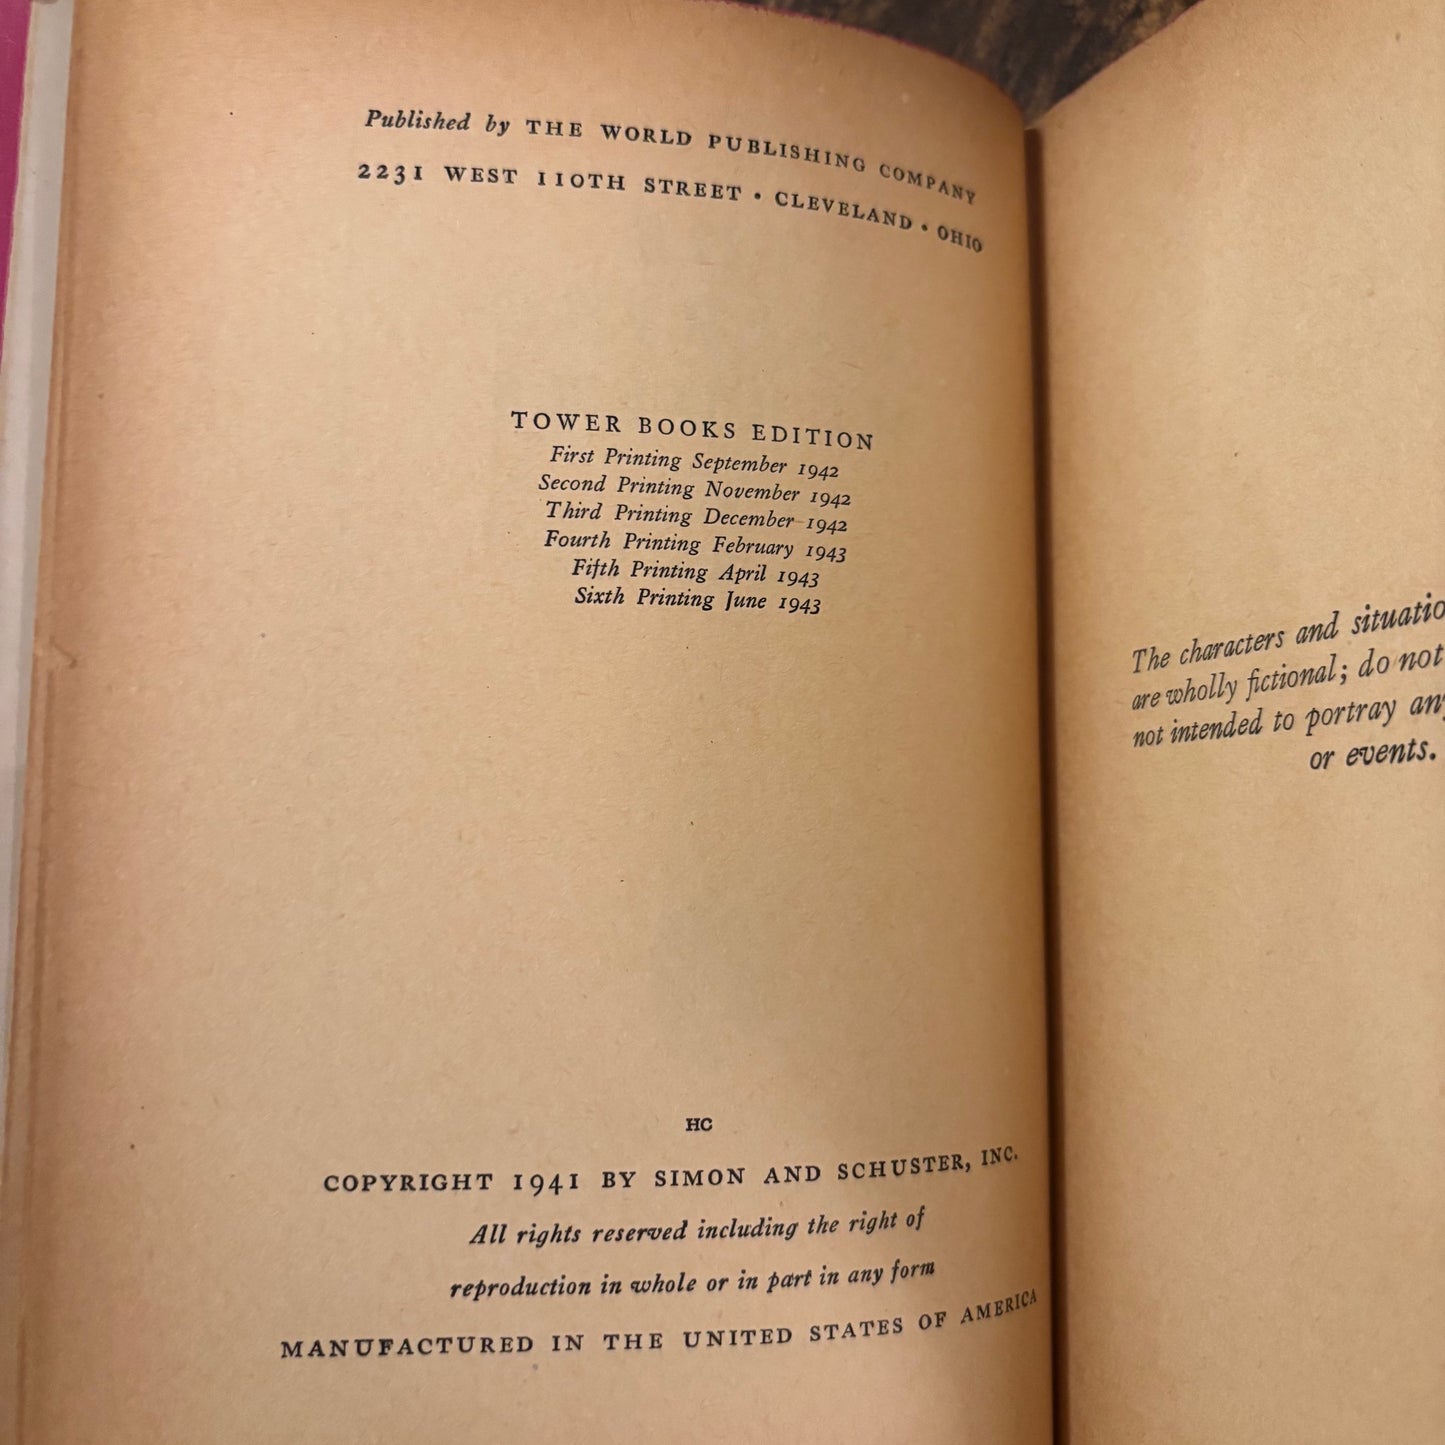 Published by THE WORLD PUBLISHING COMPANY
2231 WEST 110TH STREET • CLEVELAND • OHIO
TOWER BOOKS EDITION
First Printing September 1942
Second Printing November 1942
Third Printing December 1942
Fourth Printing February 1943
Fifth Printing April 1943
Sixth Printing June 1943
HC
COPYRIGHT 1941 BY SIMON AND SCHUSTER, INC.
All rights reserved including the right of
reproduction in whole or in part in any form
MANUFACTURED IN THE UNITED STATES OF AMERICA
The characters and
are wholly fictional; do not
not intended to portray
or events.